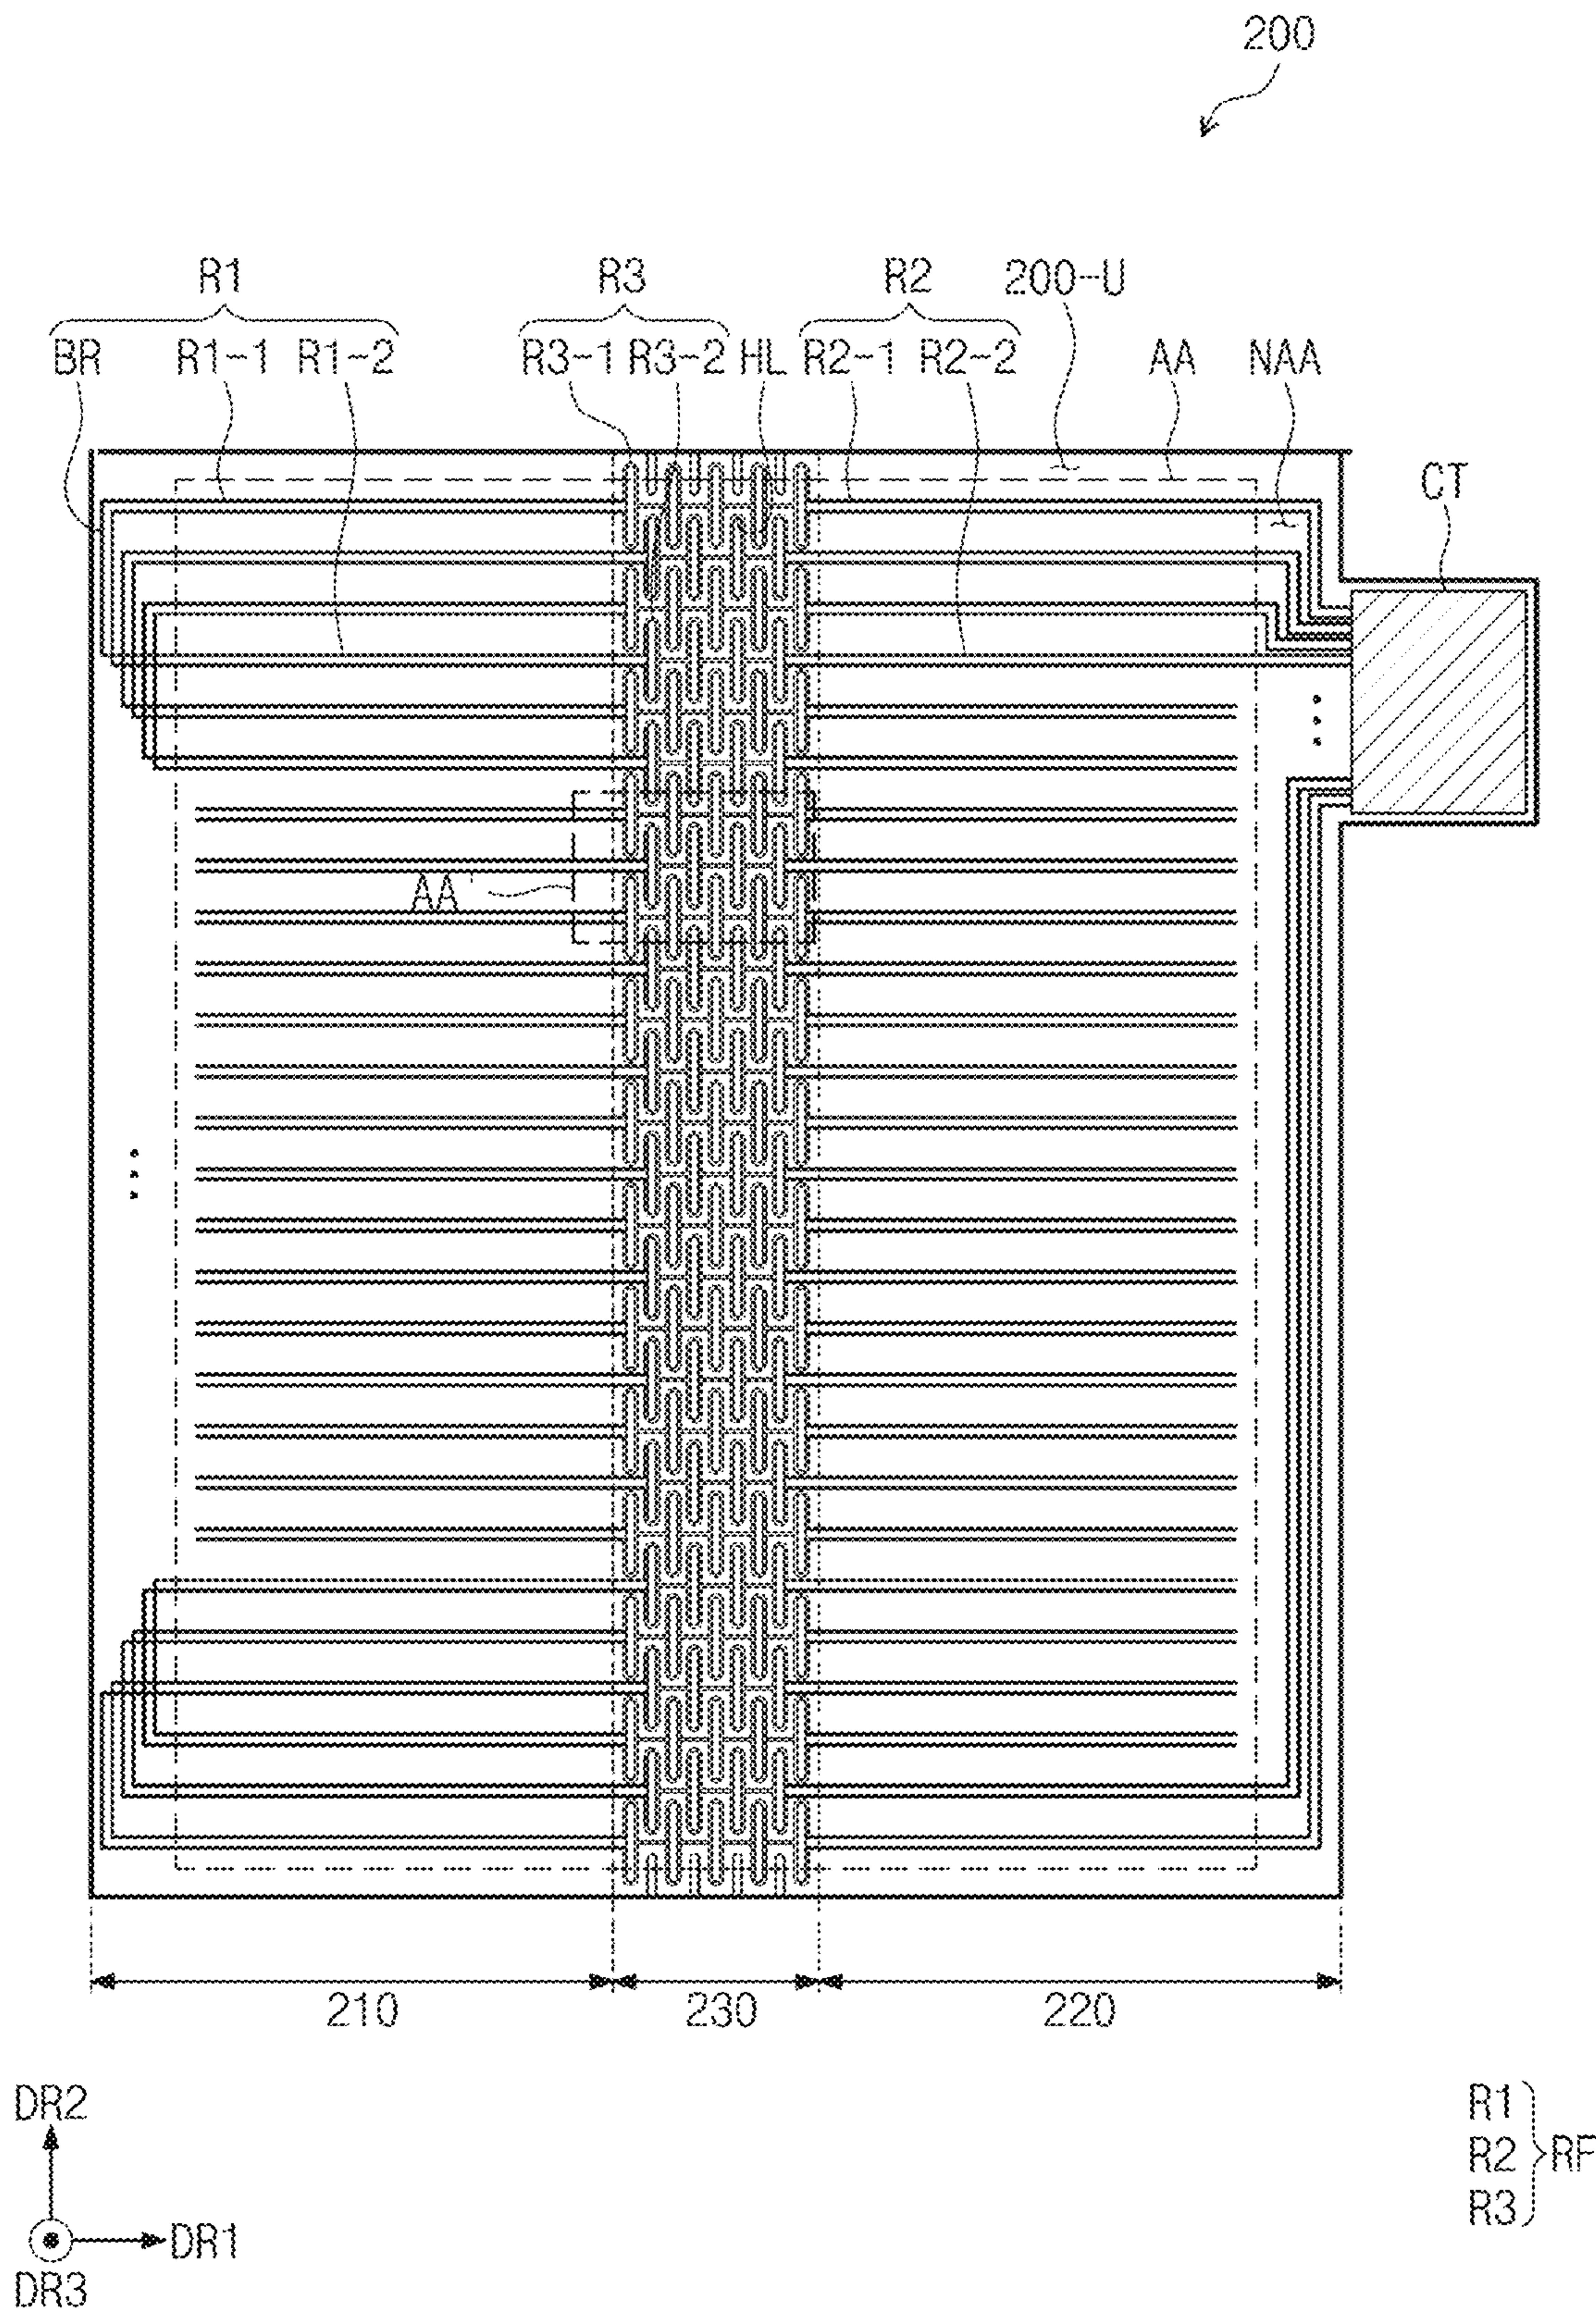 200
R1 R3 R2 200-U
BR R1-1 R1-2 R3-1 R3-2 HL R2-1 R2-2 AA NAA
CT
AA'
210 230 220
DR2
DR1
DR3
R1
R2 RF
R3